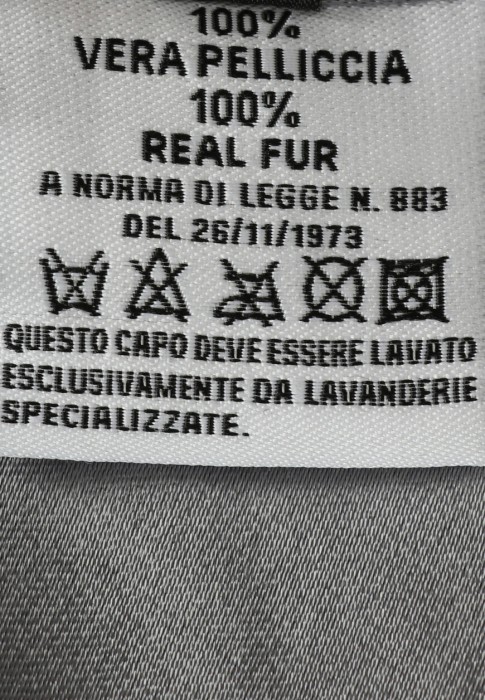 100%
VERA PELLICCIA
100%
REAL FUR
A NORMA DI LEGGE N. 883
DEL 26/11/1973
QUESTO CAPO DEVE ESSERE LAVATO
ESCLUSIVAMENTE DA LAVANDERIE
SPECIALIZZATE.